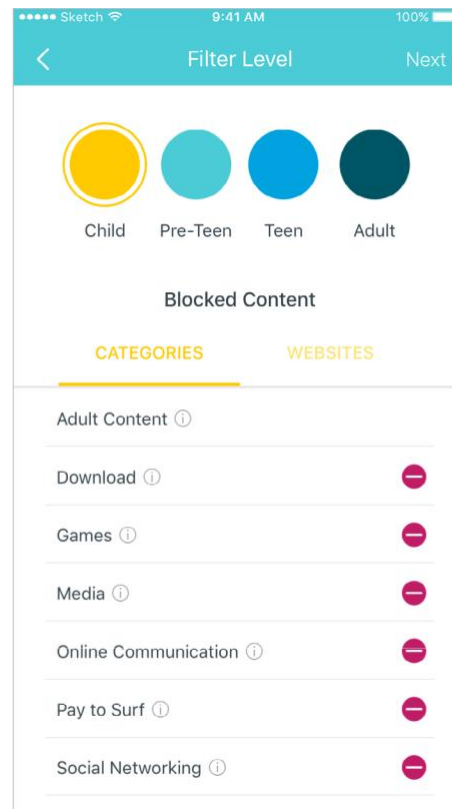 Sketch 9:41 AM 100%
Filter Level Next
Child Pre-Teen Teen Adult
Blocked Content
CATEGORIES WEBSITES
Adult Content
Download
Games
Media
Online Communication
Pay to Surf
Social Networking